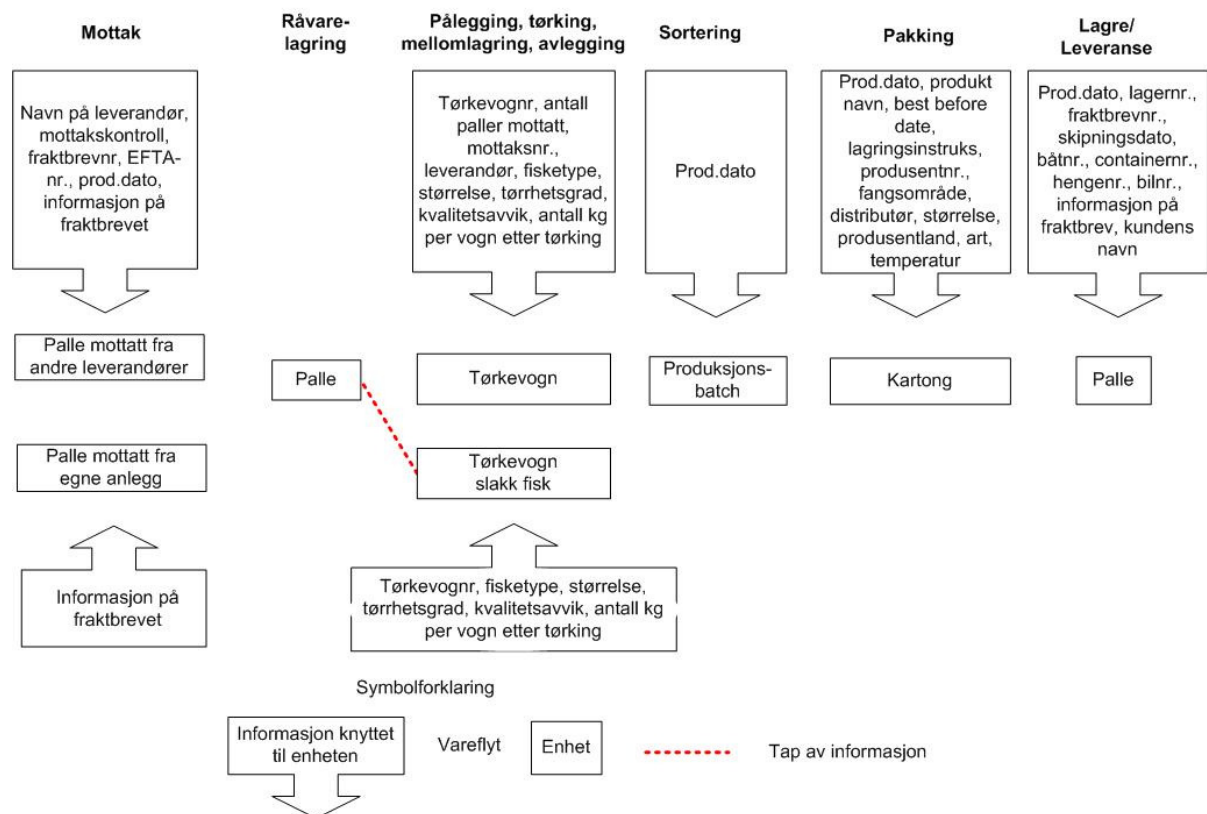 Mottak
Råvare-
lagring
Pålegging, tørking,
mellomlagring, avlegging
Sortering
Pakking
Lagre/
Leveranse
Navn på leverandør,
mottakskontroll,
fraktbrevnr, EFTA-
nr., prod.dato,
informasjon på
fraktbrevet
Tørkevognr, antall
paller mottatt,
mottaksnr.,
leverandør, fisketype,
størrelse, tørrhetsgrad,
kvalitetsavvik, antall kg
per vogn etter tørking
Prod.dato
Prod.dato, produkt
navn, best before
date,
lagringsinstruks,
produsentnr.,
fangsområde,
distributør, størrelse,
produsentland, art,
temperatur
Prod.dato, lagernr.,
fraktbrevnr.,
skipningsdato,
båtnr., containernr.,
hengenr., bilnr.,
informasjon på
fraktbrev, kundens
navn
Palle mottatt fra
andre leverandører
Palle
Tørkevogn
Produksjons-
batch
Kartong
Palle
Palle mottatt fra
egne anlegg
Tørkevogn
slakk fisk
Informasjon på
fraktbrevet
Tørkevognr, fisketype, størrelse,
tørrhetsgrad, kvalitetsavvik, antall kg
per vogn etter tørking
Symbolforklaring
Informasjon knyttet
til enheten
Vareflyt
Enhet
Tap av informasjon